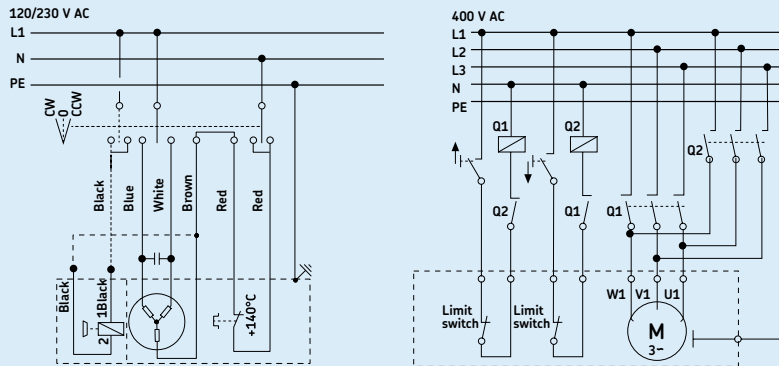 120/230 V AC
L1
N
PE
CW
O
CCW
Black
Blue
White
Brown
Red
Red
Black
1Black
2
+140°C
400 V AC
L1
L2
L3
N
PE
Q1
Q2
Q2
Q2
Q1
Q1
W1 V1 U1
Limit
switch
Limit
switch
M
3~